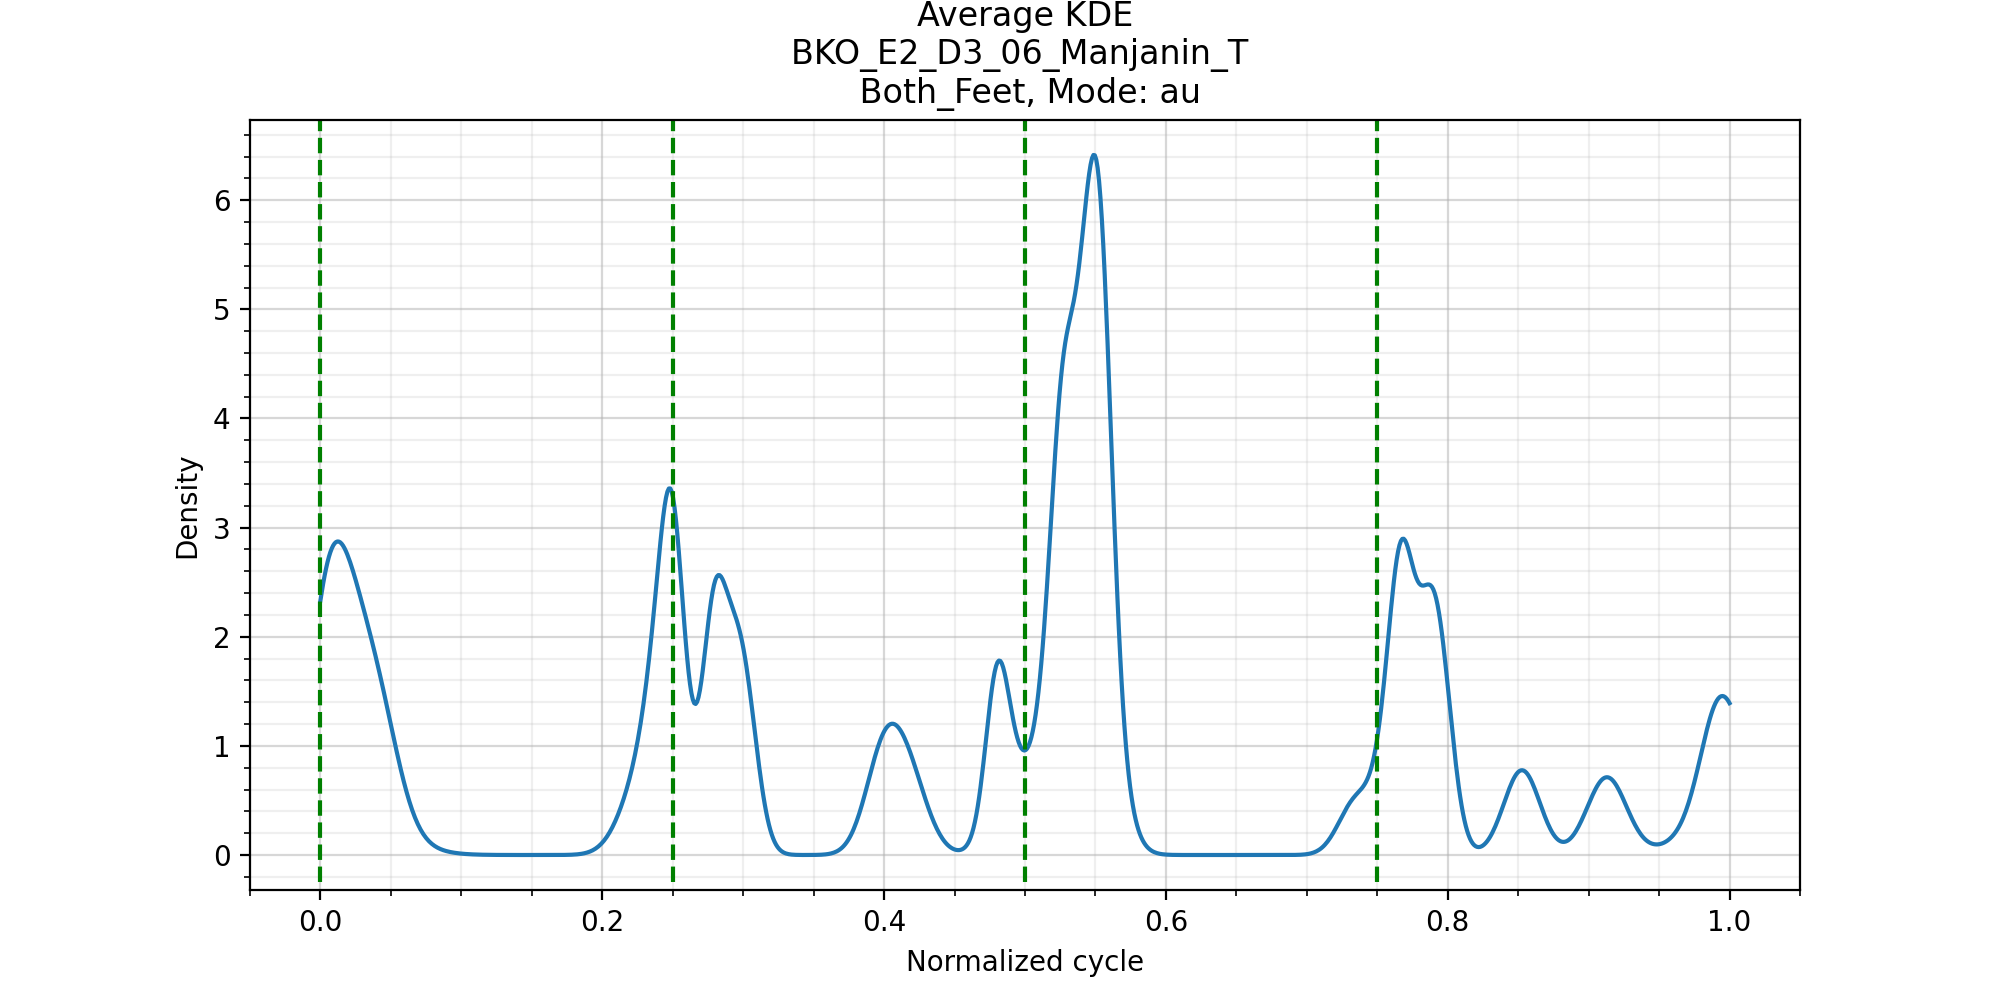 Average KDE
BKO_E2_D3_06_Manjanin_T
Both_Feet, Mode: au
6
5
4
3
2
1
0
Density
0.0 0.2 0.4 0.6 0.8 1.0
Normalized cycle